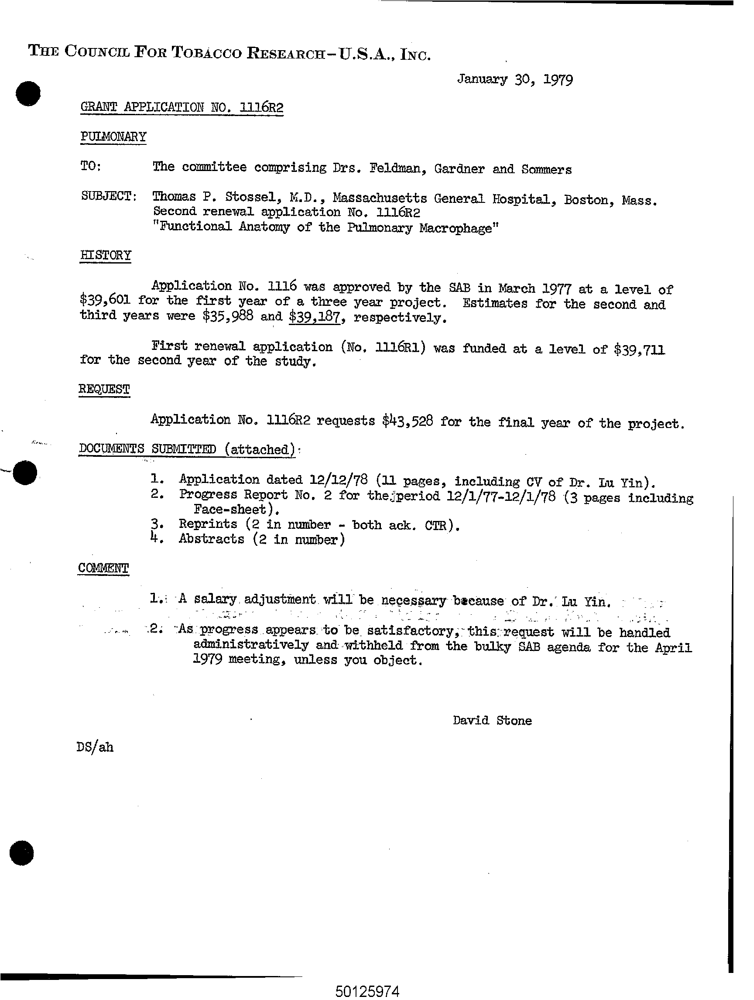 THE COUNCIL FOR TOBACCO RESEARCH-U.S.A., INC.
January 30, 1979
GRANT APPLICATION NO. 1116R2
PULMONARY
TO: The committee comprising Drs. Feldman, Gardner and Sommers
SUBJECT: Thomas P. Stossel, M.D., Massachusetts General Hospital, Boston, Mass.
Second renewal application No. 1116R2
"Functional Anatomy of the Pulmonary Macrophage"
HISTORY
Application No. 1116 was approved by the SAB in March 1977 at a level of
$39,601 for the first year of a three year project. Estimates for the second and
third years were $35,988 and $39,187, respectively.
First renewal application (No. 1116R1) was funded at a level of $39,711
for the second year of the study.
REQUEST
Application No. 1116R2 requests $43,528 for the final year of the project.
DOCUMENTS SUBMITTED (attached):
1. Application dated 12/12/78 (11 pages, including CV of Dr. Lu Yin).
2. Progress Report No. 2 for the period 12/1/77-12/1/78 (3 pages including
Face-sheet).
3. Reprints (2 in number - both ack. CTR).
4. Abstracts (2 in number)
COMMENT
1. A salary adjustment will be necessary because of Dr. Lu Yin.
2. As progress appears to be satisfactory, this request will be handled
administratively and withheld from the bulky SAB agenda for the April
1979 meeting, unless you object.
David Stone
DS/ah
50125974